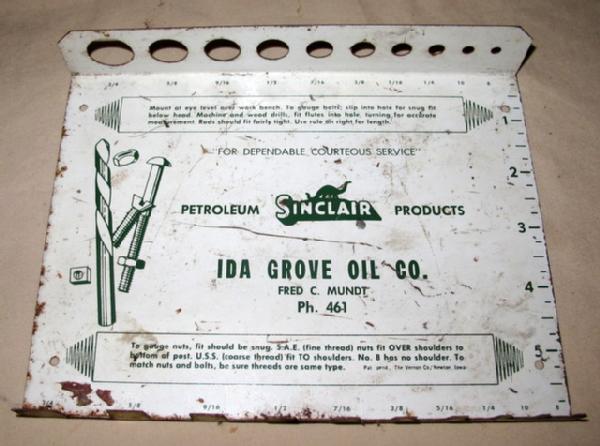 3/4 5/8 9/16 1/2 7/16 3/8 5/16 1/4 10 8
Mount at eye level over work bench. To gauge bolts; slip into hole for snug fit
below head. Machine and wood drills, fit flutes into hole, turning for accurate
measurement. Rods should fit fairly tight. Use rule at right for length.
"FOR DEPENDABLE, COURTEOUS SERVICE"
PETROLEUM SINCLAIR PRODUCTS
IDA GROVE OIL CO.
FRED C. MUNDT
Ph. 461
To gauge nuts, fit should be snug. S.A.E. (fine thread) nuts fit OVER shoulders to
bottom of post. U.S.S. (coarse thread) fit TO shoulders. No. 8 has no shoulder. To
match nuts and bolts, be sure threads are same type.
Pat. pend., The Vernon Co., Newton, Iowa
3/4 5/8 9/16 1/2 7/16 3/8 5/16 1/4 10 8
1
2
3
4
5